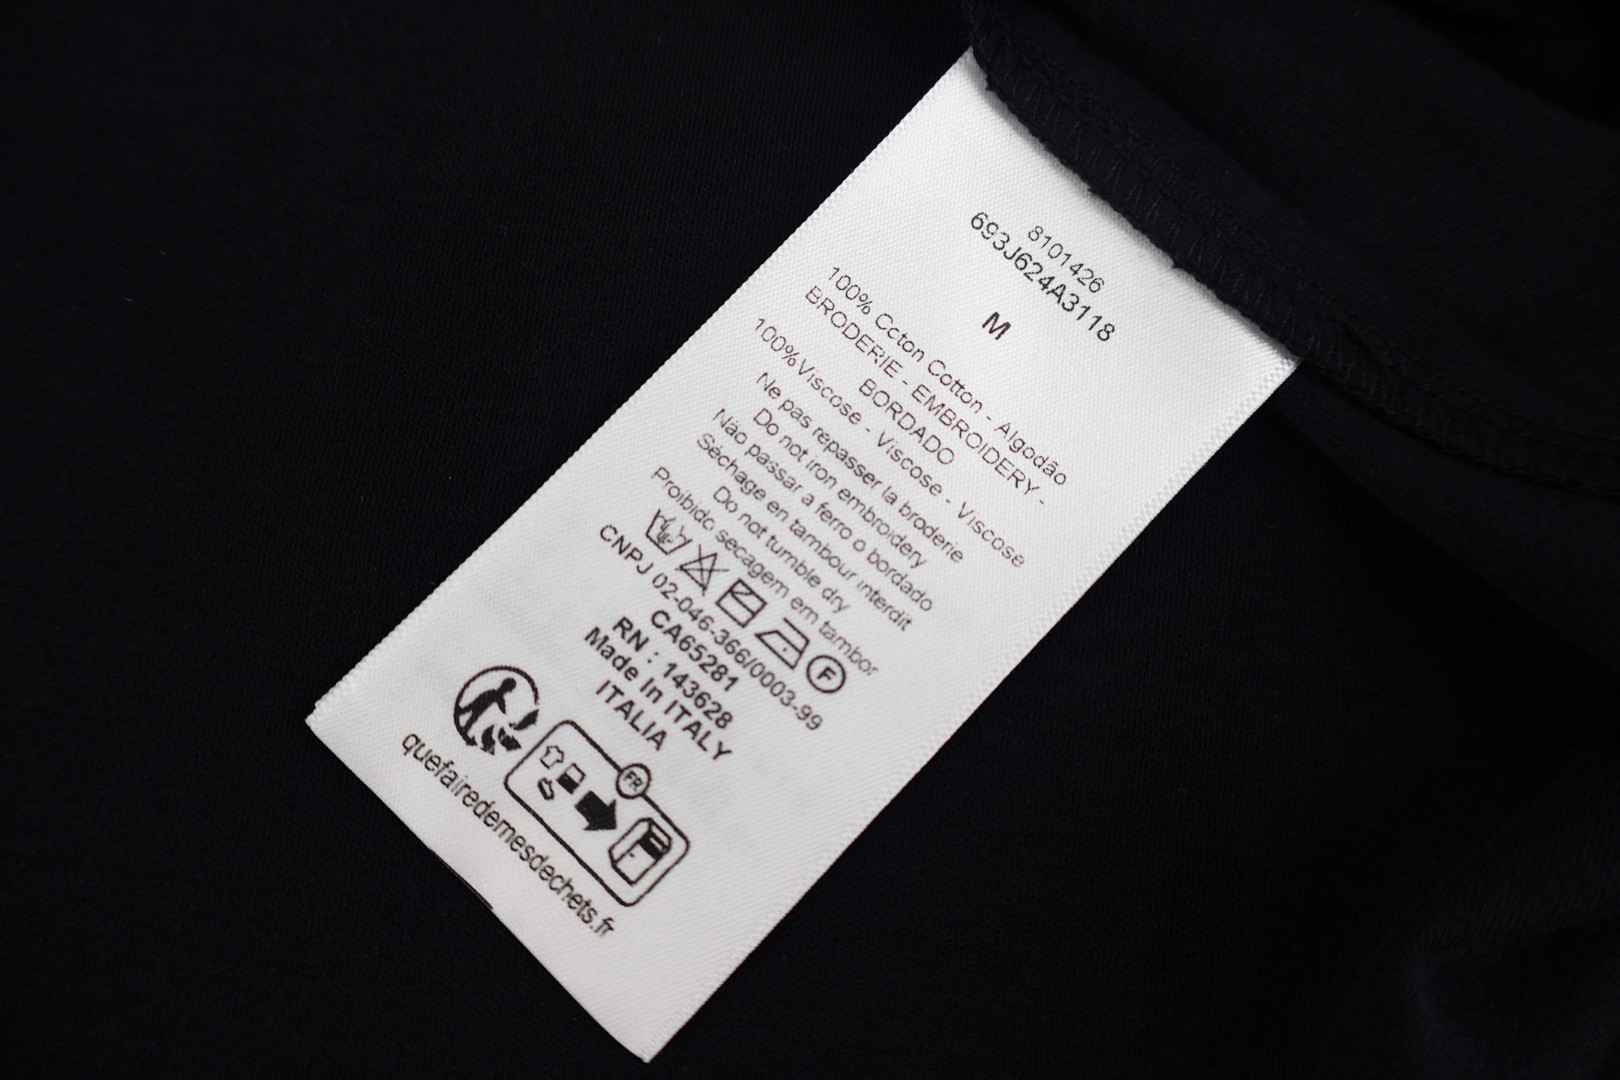 8101426
693J624A3118
M
100% Ccton Cotton - Algodão
BRODERIE - EMBROIDERY -
BORDADO
100%Viscose - Viscose - Viscose
Ne pas repasser la broderie
Do not iron embroidery
Não passar a ferro o bordado
Séchage en tambour interdit
Do not tumble dry
Proibido secagem em tambor
F
CNPJ 02-046-366/0003-99
CA65281
RN : 143628
Made In ITALY
ITALIA
FR
quefairedemesdechets.fr